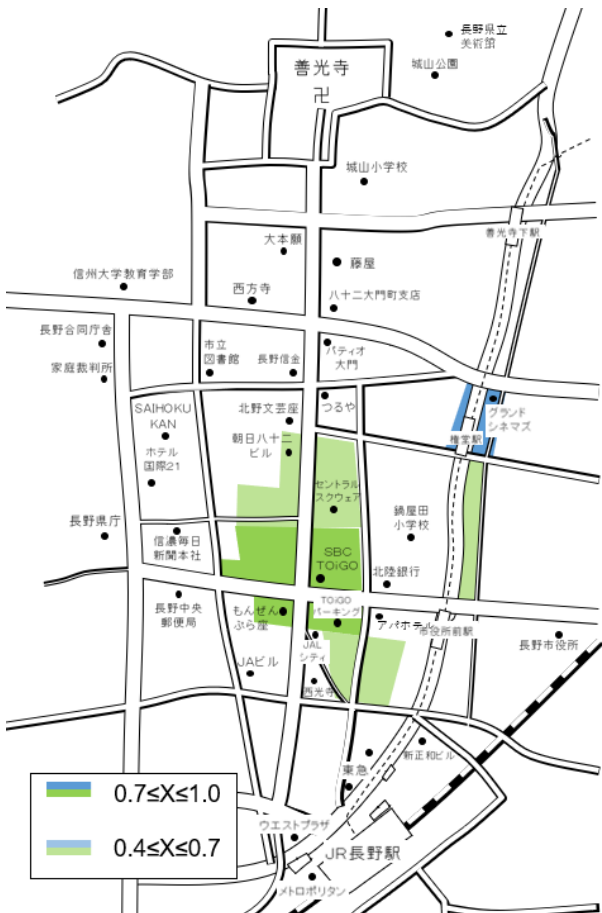 長野県立
美術館
城山公園
善光寺
卍
城山小学校
善光寺下駅
大本願
藤屋
信州大学教育学部
西方寺
八十二大門町支店
長野合同庁舎
市立
図書館
長野信金
パティオ
大門
家庭裁判所
SAIHOKU
KAN
北野文芸座
つるや
グランド
シネマズ
朝日八十二
ビル
権堂駅
ホテル
国際21
セントラル
スクウェア
長野県庁
信濃毎日
新聞本社
鍋屋田
小学校
SBC
TOiGO
北陸銀行
長野中央
郵便局
もんぜん
ぷら座
TOiGO
パーキング
アパホテル
市役所前駅
長野市役所
JAL
シティ
JAビル
西光寺
東急
新正和ビル
0.7≤X≤1.0
0.4≤X≤0.7
ウエストプラザ
JR長野駅
メトロポリタン